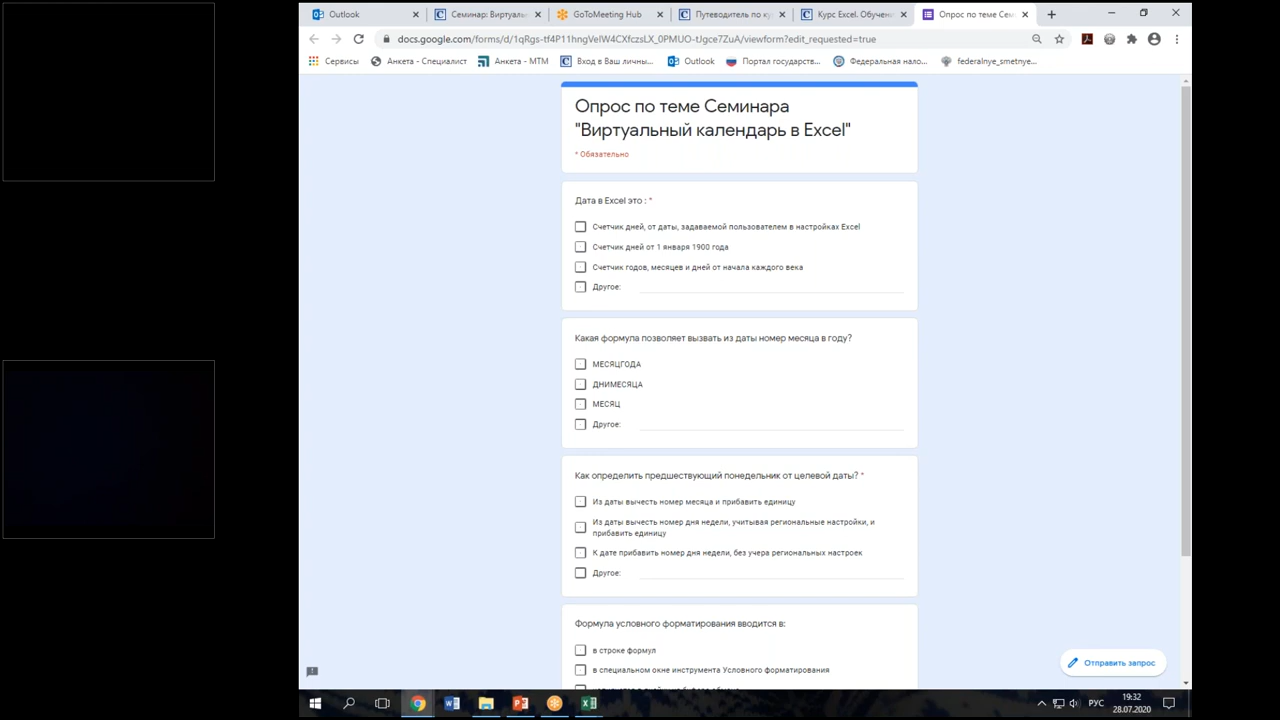 Outlook
Семинар: Виртуаль
GoToMeeting Hub
Путеводитель по ку
Курс Excel. Обучени
Опрос по теме Сем
docs.google.com/forms/d/
/viewform?edit_requested=true
Сервисы
Анкета - Специалист
Анкета - МТМ
Вход в Ваш личны...
Outlook
Портал государств...
Федеральная нало...
federalnye_smetnye...
Опрос по теме Семинара
"Виртуальный календарь в Excel"
* Обязательно
Дата в Excel это : *
Счетчик дней, от даты, задаваемой пользователем в настройках Excel
Счетчик дней от 1 января 1900 года
Счетчик годов, месяцев и дней от начала каждого века
Другое:
Какая формула позволяет вызвать из даты номер месяца в году?
МЕСЯЦГОДА
ДНИМЕСЯЦА
МЕСЯЦ
Другое:
Как определить предшествующий понедельник от целевой даты? *
Из даты вычесть номер месяца и прибавить единицу
Из даты вычесть номер дня недели, учитывая региональные настройки, и
прибавить единицу
К дате прибавить номер дня недели, без учера региональных настроек
Другое:
Формула условного форматирования вводится в:
в строке формул
в специальном окне инструмента Условного форматирования
Отправить запрос
РУС
19:32
28.07.2020